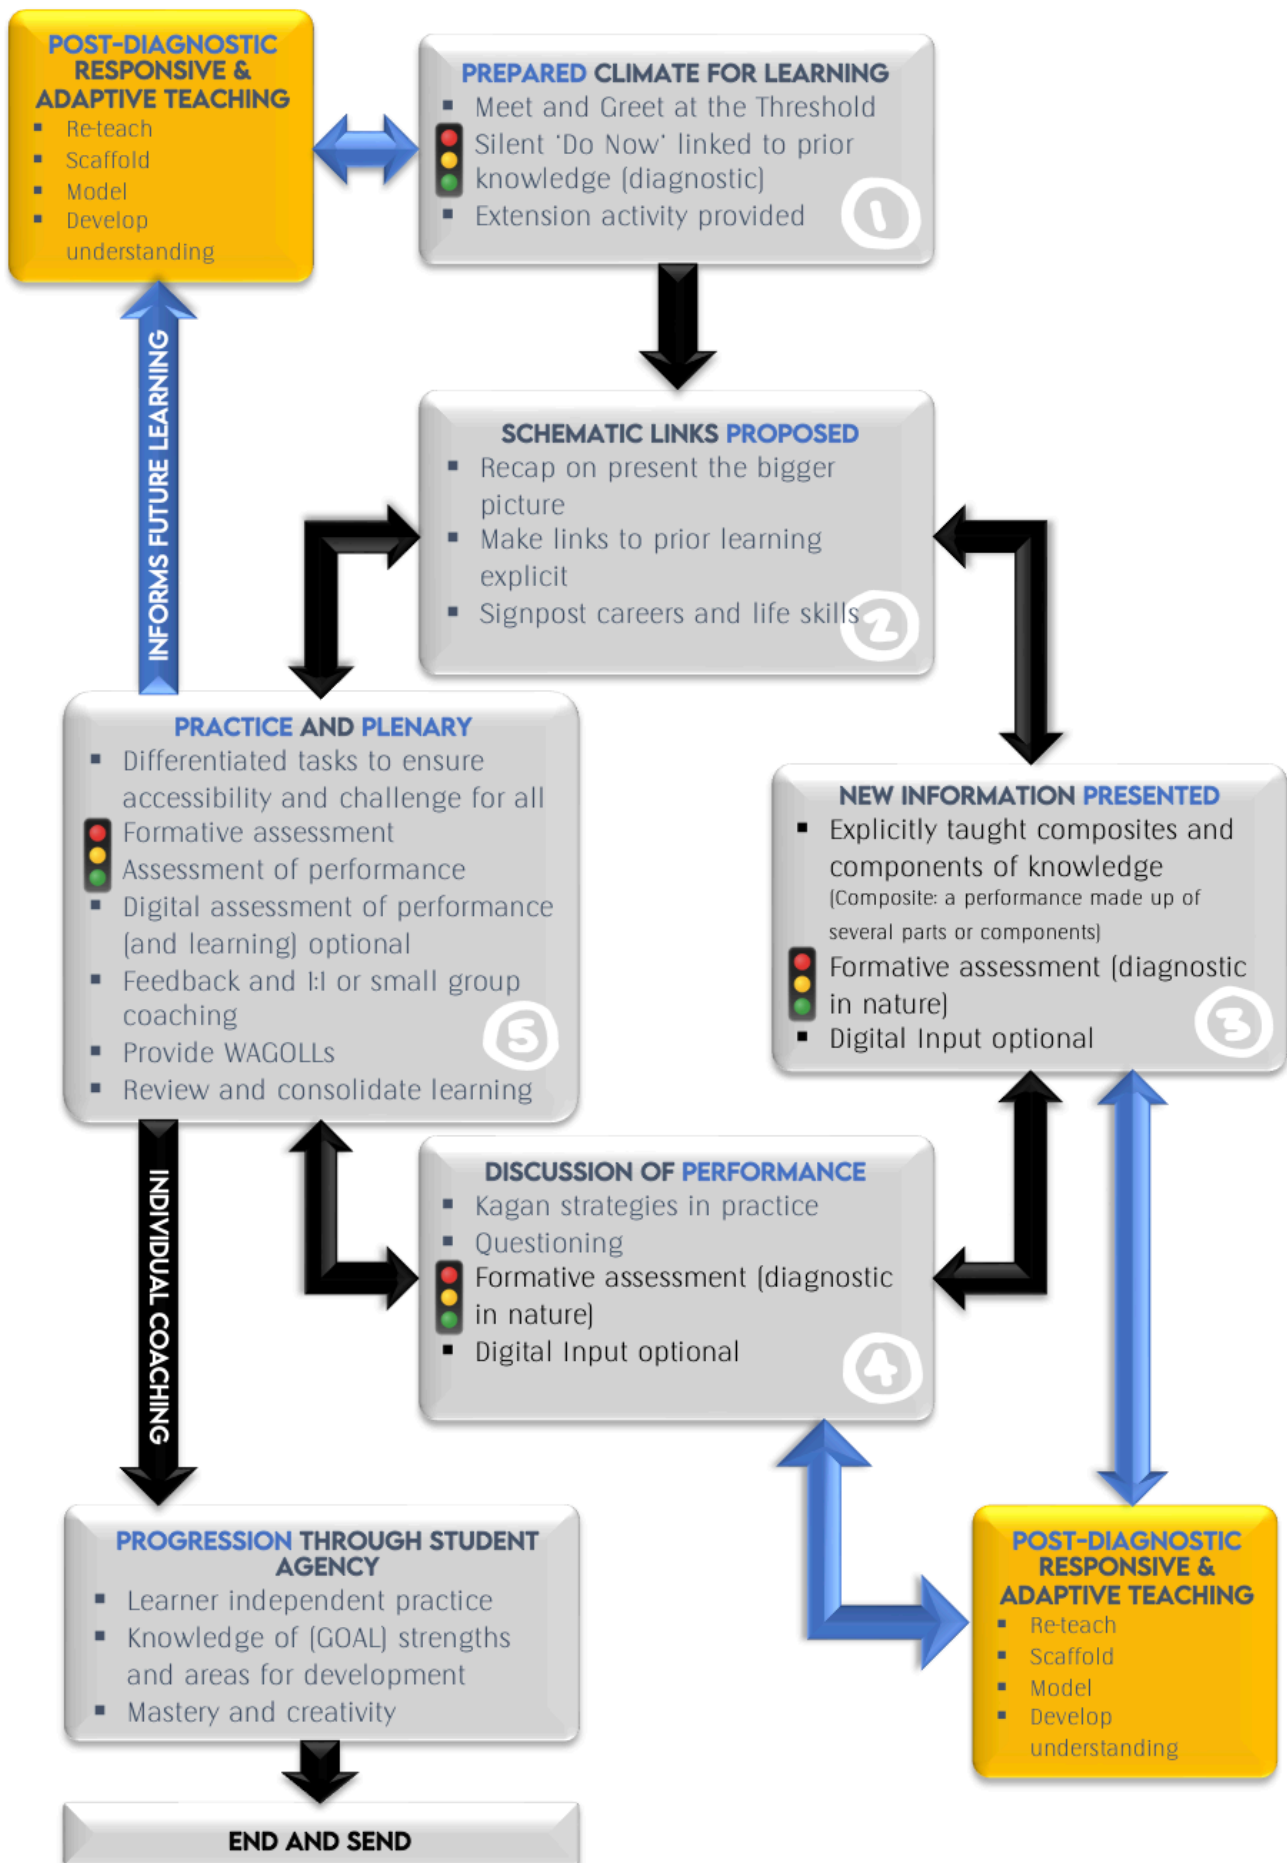 POST-DIAGNOSTIC
RESPONSIVE &
ADAPTIVE TEACHING
▪ Re-teach
▪ Scaffold
▪ Model
▪ Develop
understanding
PREPARED CLIMATE FOR LEARNING
▪ Meet and Greet at the Threshold
Silent 'Do Now' linked to prior
knowledge (diagnostic)
▪ Extension activity provided
1
INFORMS FUTURE LEARNING
SCHEMATIC LINKS PROPOSED
▪ Recap on present the bigger
picture
▪ Make links to prior learning
explicit
▪ Signpost careers and life skills
2
PRACTICE AND PLENARY
▪ Differentiated tasks to ensure
accessibility and challenge for all
Formative assessment
Assessment of performance
▪ Digital assessment of performance
(and learning) optional
▪ Feedback and 1:1 or small group
coaching
▪ Provide WAGOLLs
▪ Review and consolidate learning
5
NEW INFORMATION PRESENTED
▪ Explicitly taught composites and
components of knowledge
(Composite: a performance made up of
several parts or components)
Formative assessment (diagnostic
in nature)
▪ Digital Input optional
3
DISCUSSION OF PERFORMANCE
▪ Kagan strategies in practice
▪ Questioning
Formative assessment (diagnostic
in nature)
▪ Digital Input optional
4
INDIVIDUAL COACHING
PROGRESSION THROUGH STUDENT
AGENCY
▪ Learner independent practice
▪ Knowledge of (GOAL) strengths
and areas for development
▪ Mastery and creativity
POST-DIAGNOSTIC
RESPONSIVE &
ADAPTIVE TEACHING
▪ Re-teach
▪ Scaffold
▪ Model
▪ Develop
understanding
END AND SEND